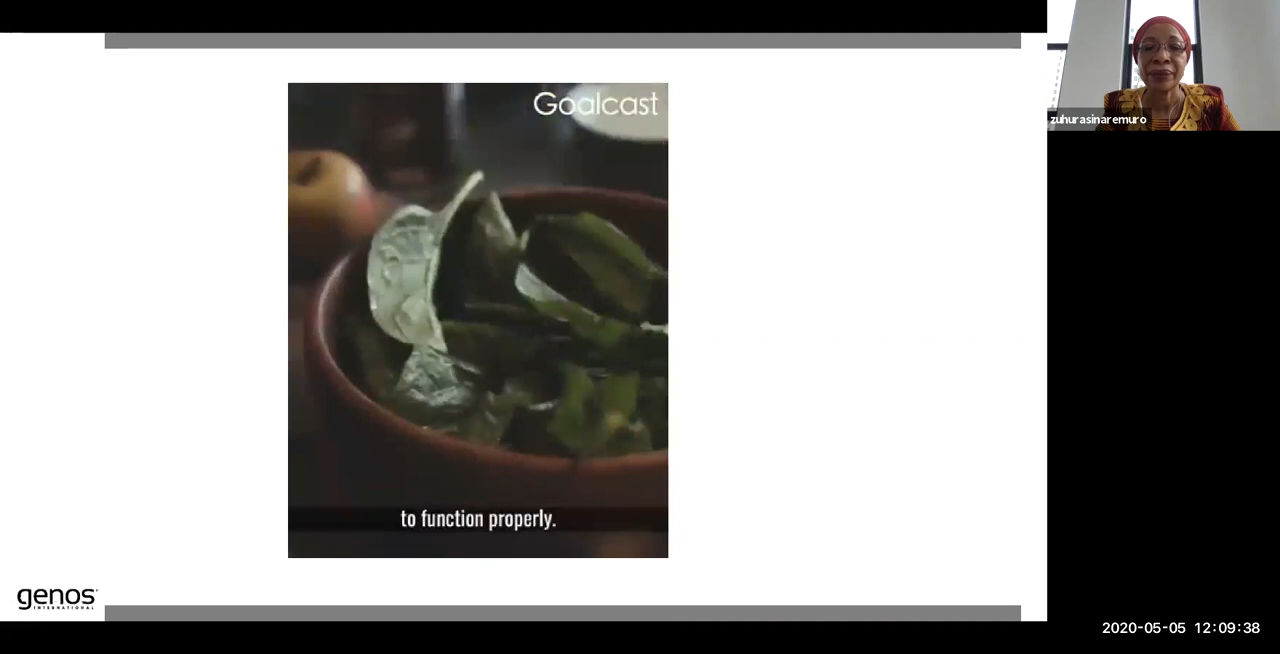 Goalcast
zuhurasinaremuro
to function properly.
genos
INTERNATIONAL
2020-05-05 12:09:38